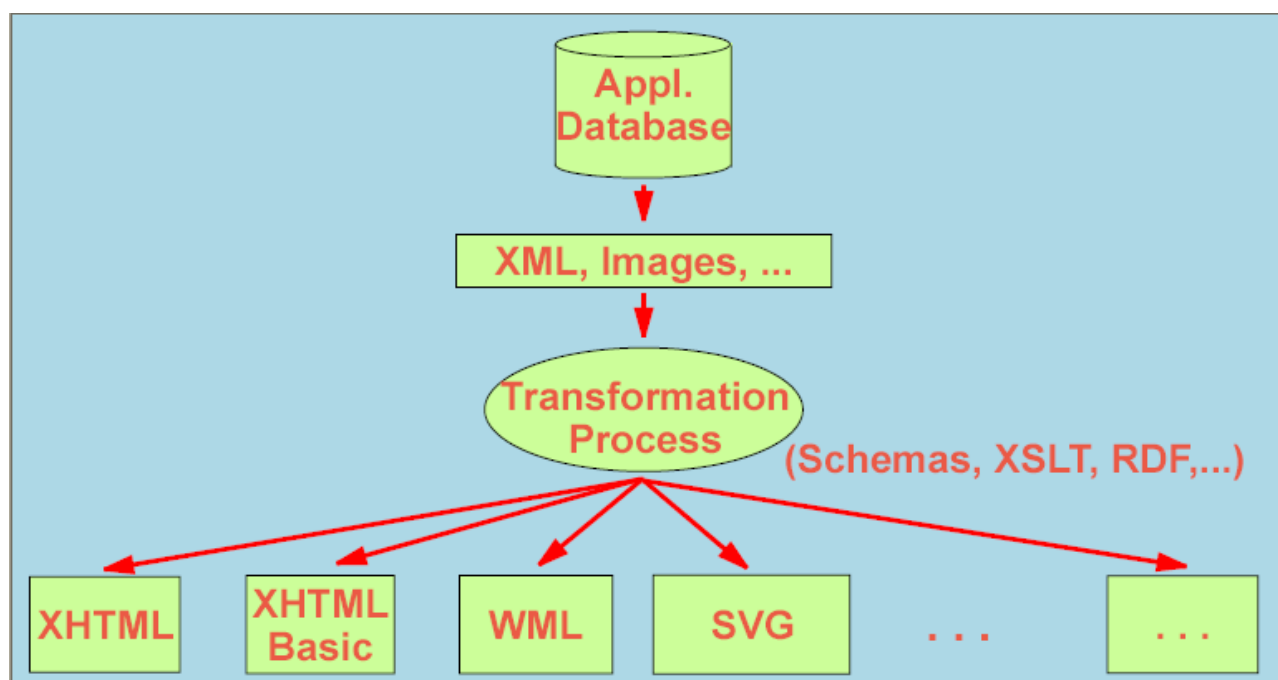 Appl.
Database
XML, Images, ...
Transformation
Process
(Schemas, XSLT, RDF,...)
XHTML
XHTML
Basic
WML
SVG
. . .
. . .